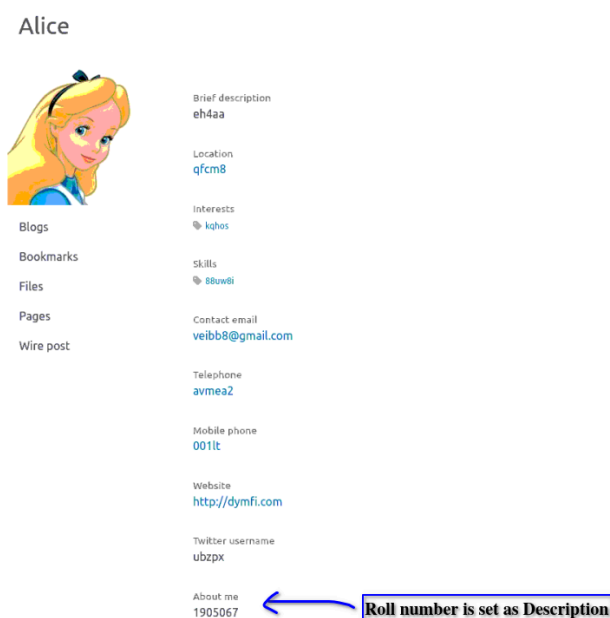 Alice
Blogs
Bookmarks
Files
Pages
Wire post
Brief description
eh4aa
Location
qfcm8
Interests
kqhos
Skills
88uw8i
Contact email
veibb8@gmail.com
Telephone
avmea2
Mobile phone
001lt
Website
http://dymfi.com
Twitter username
ubzpx
About me
1905067
Roll number is set as Description